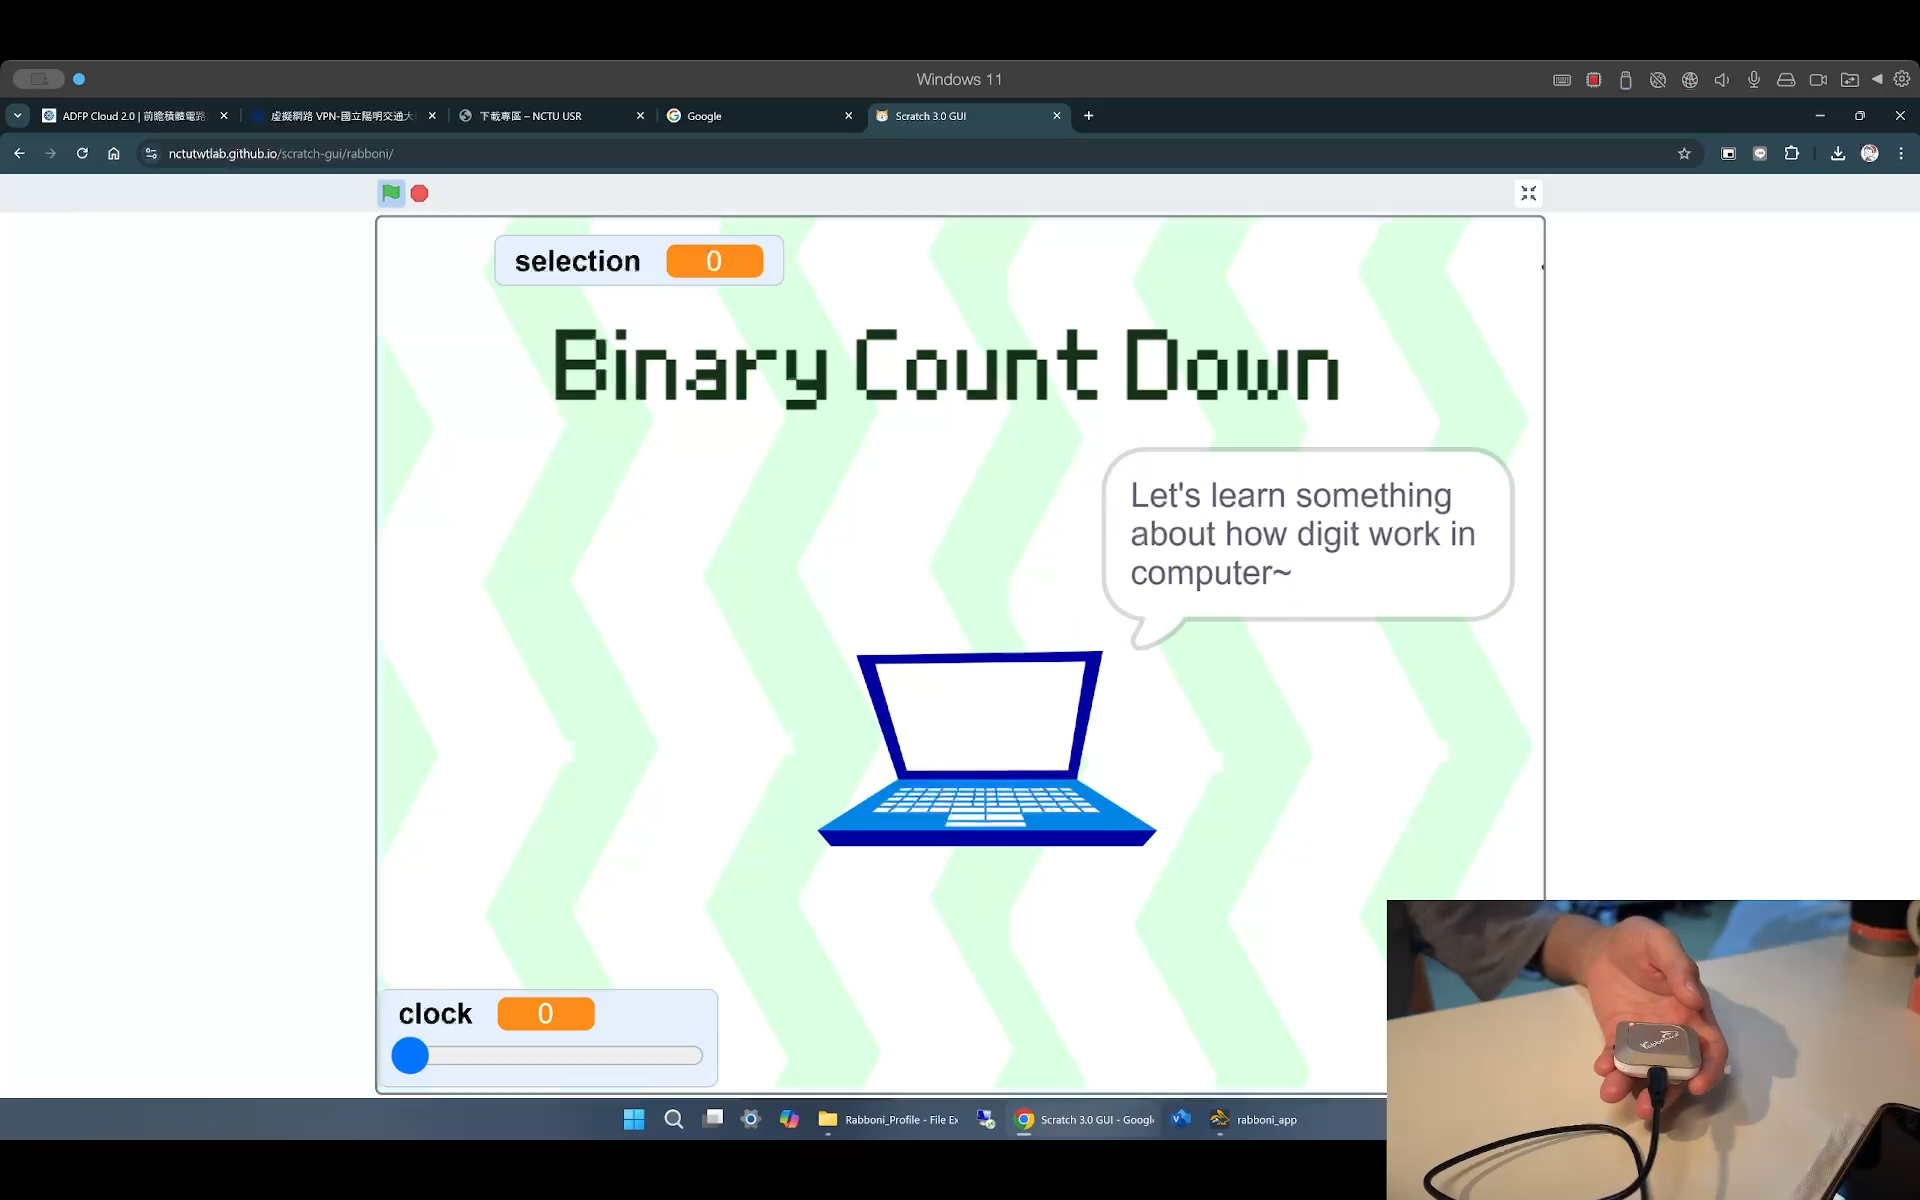 Windows 11
ADFP Cloud 2.0 | 前瞻積體電路
虛擬網路 VPN-國立陽明交通大
下載專區 – NCTU USR
Google
Scratch 3.0 GUI
nctutwtlab.github.io/scratch-gui/rabboni/
selection 0
Binary Count Down
Let's learn something
about how digit work in
computer~
clock 0
Rabboni_Profile - File Ex
Scratch 3.0 GUI - Googl
rabboni_app